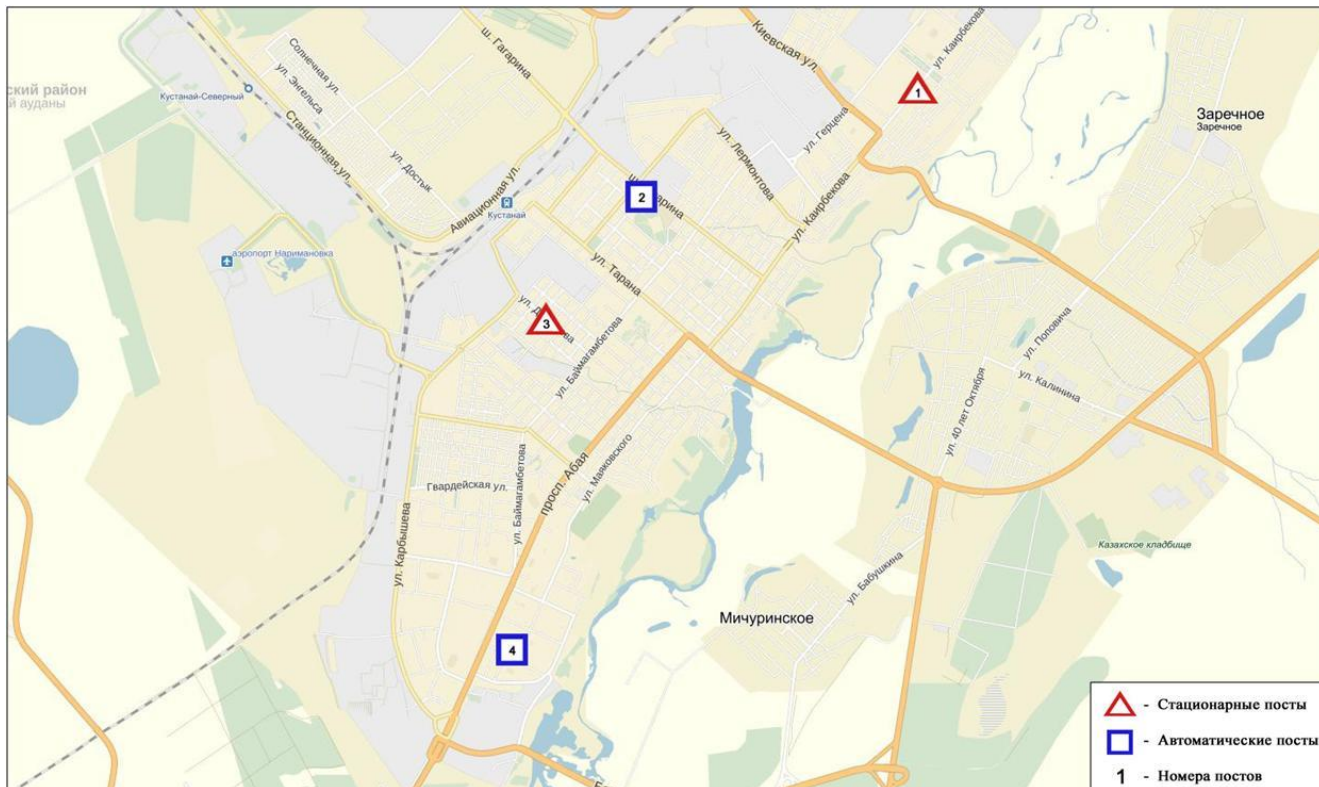 Солнечная ул.
ул. Энгельса
ш. Гагарина
Киевская ул.
ул. Каирбекова
1
ский район
й ауданы
Кустанай-Северный
Станционная ул.
ул. Достык
Авиационная ул.
Кустанай
ул. Лермонтова
ул. Герцена
Заречное
Заречное
2
ул. Каирбекова
аэропорт Наримановка
ул. Тарана
3
ул. Баймагамбетова
ул. Поповича
ул. Калинина
ул. 40 лет Октября
просп. Абая
ул. Маяковского
Гвардейская ул.
ул. Баймагамбетова
ул. Карбышева
Казахское кладбище
ул. Бабушкина
Мичуринское
4
- Стационарные посты
- Автоматические посты
1 - Номера постов